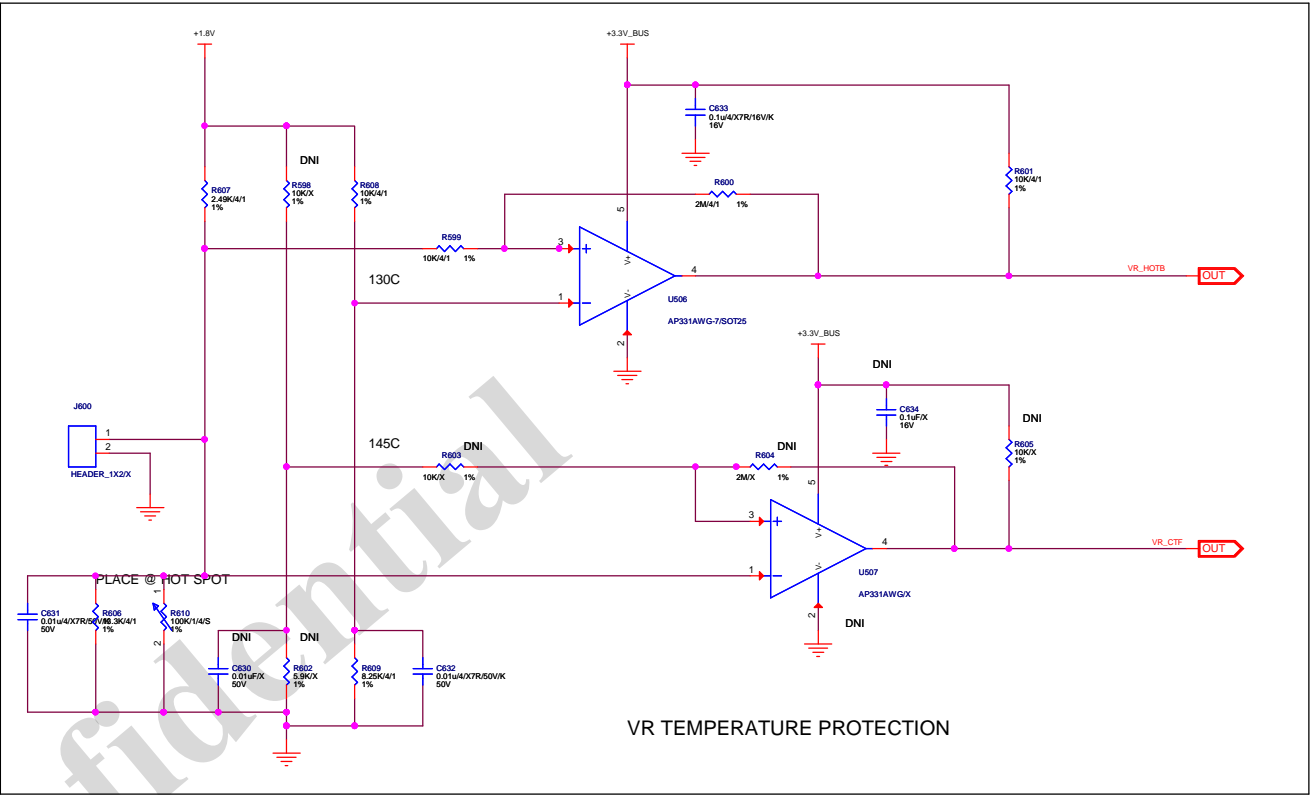 +1.8V
+3.3V_BUS
C633
0.1u/4/X7R/16V/K
16V
DNI
R607
2.49K/4/1
1%
R598
10K/X
1%
R608
10K/4/1
1%
R600
2M/4/1 1%
R601
10K/4/1
1%
5
R599
10K/4/1 1%
3
V+
130C
4
VR_HOTB
OUT
1
V-
U506
AP331AWG-7/SOT25
2
+3.3V_BUS
DNI
J600
1
2
HEADER_1X2/X
C634
0.1uF/X
16V
DNI
R605
10K/X
1%
145C
DNI
R603
10K/X 1%
DNI
R604
2M/X 1%
5
3
V+
4
VR_CTF
OUT
1
V-
U507
AP331AWG/X
2
DNI
PLACE @ HOT SPOT
1
C631
0.01u/4/X7R/50V/K
50V
R606
1%
R610
100K/1/4/S
1%
2
DNI
C630
0.01uF/X
50V
DNI
R602
5.9K/X
1%
R609
8.25K/4/1
1%
C632
0.01u/4/X7R/50V/K
50V
VR TEMPERATURE PROTECTION
fidential